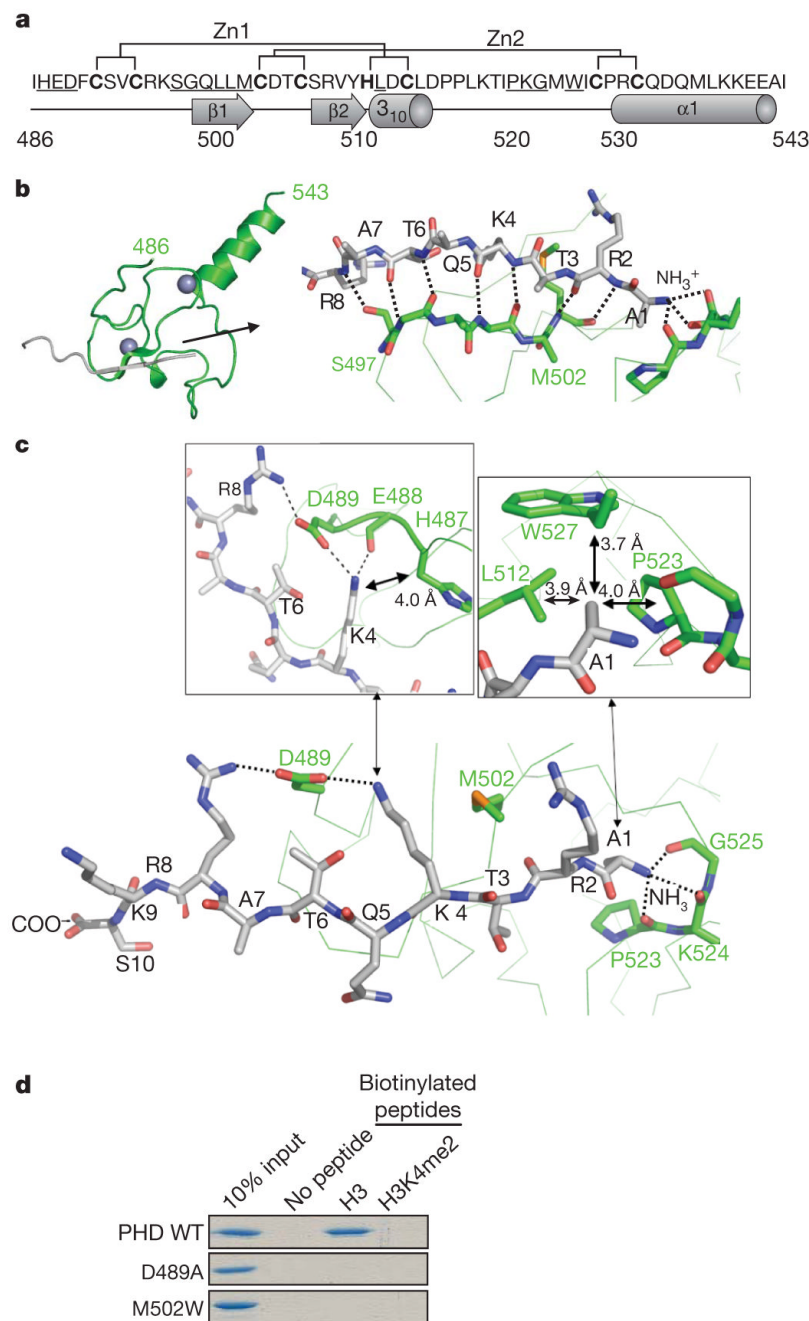 a
Zn1
Zn2
IHEDFCSVCRKSGQLLMCDTCSRVYHLDCLDPPLKTIPKGMWICPRCQDQMLKKEEAI
β1
β2
3₁₀
α1
486
500
510
520
530
543
b
543
486
A7
T6
K4
Q5
T3
R2
NH₃⁺
R8
A1
S497
M502
c
R8
D489
E488
H487
T6
4.0 Å
K4
W527
3.7 Å
P523
L512
3.9 Å
4.0 Å
A1
D489
M502
A1
G525
R8
T3
R2
K9
A7
T6
Q5
K 4
NH₃
COO
S10
P523
K524
d
Biotinylated
peptides
10% input
No peptide
H3
H3K4me2
PHD WT
D489A
M502W